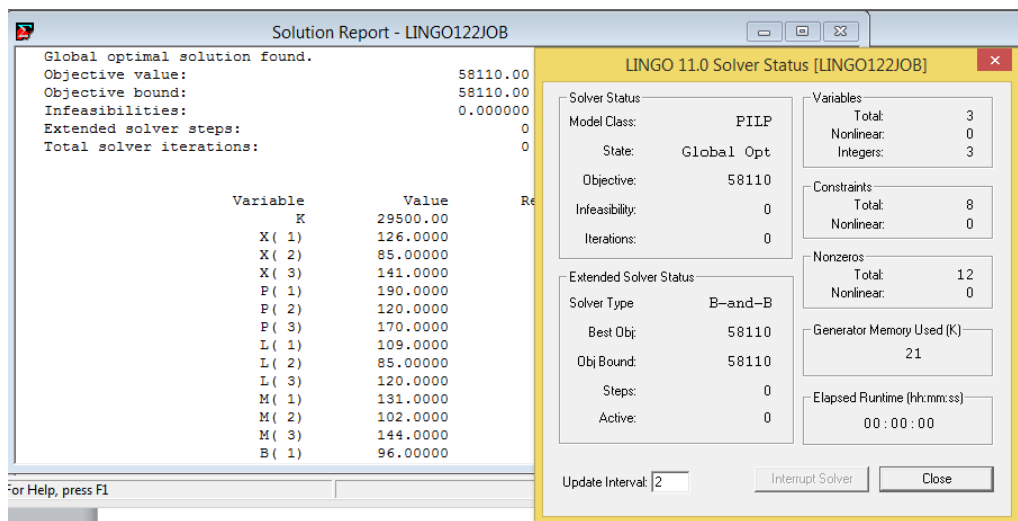 Solution Report - LINGO122JOB
Global optimal solution found.
Objective value: 58110.00
Objective bound: 58110.00
Infeasibilities: 0.000000
Extended solver steps: 0
Total solver iterations: 0
Variable Value Re
K 29500.00
X( 1) 126.0000
X( 2) 85.00000
X( 3) 141.0000
P( 1) 190.0000
P( 2) 120.0000
P( 3) 170.0000
L( 1) 109.0000
L( 2) 85.00000
L( 3) 120.0000
M( 1) 131.0000
M( 2) 102.0000
M( 3) 144.0000
B( 1) 96.00000
For Help, press F1
LINGO 11.0 Solver Status [LINGO122JOB]
Solver Status
Model Class: PILP
State: Global Opt
Objective: 58110
Infeasibility: 0
Iterations: 0
Extended Solver Status
Solver Type B-and-B
Best Obj: 58110
Obj Bound: 58110
Steps: 0
Active: 0
Variables
Total: 3
Nonlinear: 0
Integers: 3
Constraints
Total: 8
Nonlinear: 0
Nonzeros
Total: 12
Nonlinear: 0
Generator Memory Used (K)
21
Elapsed Runtime (hh:mm:ss)
00:00:00
Update Interval: 2
Interrupt Solver
Close